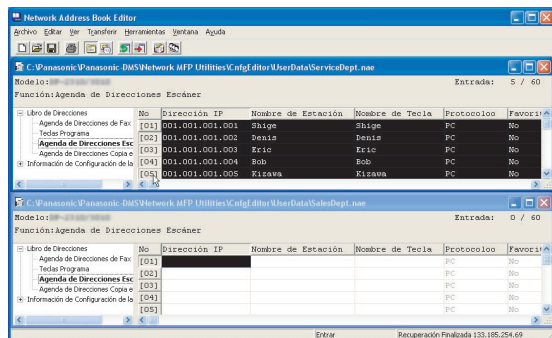 Network Address Book Editor
Archivo Editar Ver Transferir Herramientas Ventana Ayuda
C:\Panasonic\Panasonic-DMS\Network MFP Utilities\CnfgEditor\UserData\ServiceDept.nae
Modelo: Entrada: 5 / 60
Función:Agenda de Direcciones Escáner
Libro de Direcciones
Agenda de Direcciones de Fax
Teclas Programa
Agenda de Direcciones Esc
Agenda de Direcciones Copia e
Información de Configuración de la
No Dirección IP Nombre de Estación Nombre de Tecla Protocoloo Favorit
[01] 001.001.001.001 Shige Shige PC No
[02] 001.001.001.002 Denis Denis PC No
[03] 001.001.001.003 Eric Eric PC No
[04] 001.001.001.004 Bob Bob PC No
[05] 001.001.001.005 Kizawa Kizawa PC No
C:\Panasonic\Panasonic-DMS\Network MFP Utilities\CnfgEditor\UserData\SalesDept.nae
Modelo: Entrada: 0 / 60
Función:Agenda de Direcciones Escáner
Libro de Direcciones
Agenda de Direcciones de Fax
Teclas Programa
Agenda de Direcciones Esc
Agenda de Direcciones Copia e
Información de Configuración de la
No Dirección IP Nombre de Estación Nombre de Tecla Protocoloo Favorit
[01] PC No
[02] PC No
[03] PC No
[04] PC No
[05] PC No
Entrar Recuperación Finalizada 133.185.254.69